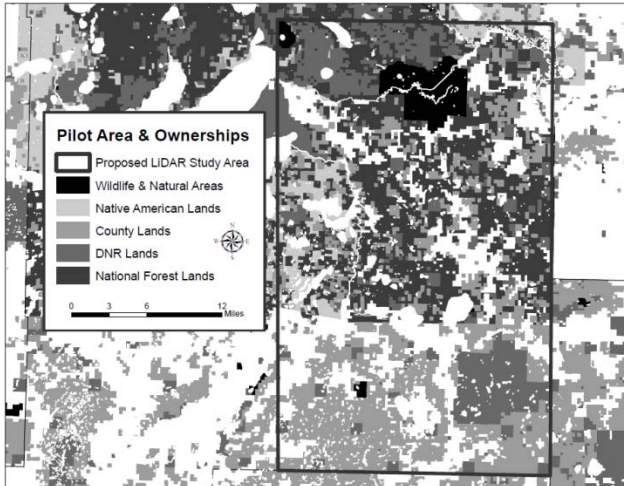 Pilot Area & Ownerships
Proposed LiDAR Study Area
Wildlife & Natural Areas
Native American Lands
County Lands
DNR Lands
National Forest Lands
N
W E
S
0 3 6 12
Miles